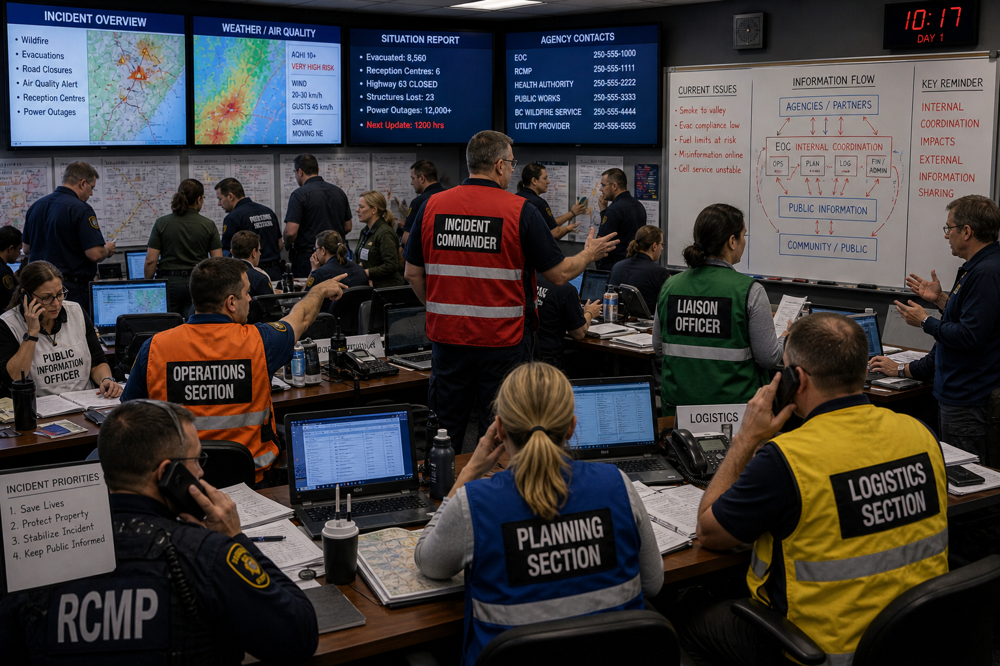 INCIDENT OVERVIEW
• Wildfire
• Evacuations
• Road Closures
• Air Quality Alert
• Reception Centres
• Power Outages
WEATHER / AIR QUALITY
AQHI 10+
VERY HIGH RISK
WIND
20-30 km/h
GUSTS 45 km/h
SMOKE
MOVING NE
SITUATION REPORT
• Evacuated: 8,560
• Reception Centres: 6
• Highway 63 CLOSED
• Structures Lost: 23
• Power Outages: 12,000+
• Next Update: 1200 hrs
AGENCY CONTACTS
EOC 250-555-1000
RCMP 250-555-1111
HEALTH AUTHORITY 250-555-2222
PUBLIC WORKS 250-555-3333
BC WILDFIRE SERVICE 250-555-4444
UTILITY PROVIDER 250-555-5555
10:17
DAY 1
CURRENT ISSUES
• Smoke to valley
• Evac compliance low
• Fuel limits at risk
• Misinformation online
• Cell service unstable
INFORMATION FLOW
AGENCIES / PARTNERS
EOC INTERNAL COORDINATION
OPS
PLAN
LOG
FIN /
ADMIN
PUBLIC INFORMATION
COMMUNITY / PUBLIC
KEY REMINDER
INTERNAL
COORDINATION
IMPACTS
EXTERNAL
INFORMATION
SHARING
INCIDENT
COMMANDER
LIAISON
OFFICER
PUBLIC
INFORMATION
OFFICER
OPERATIONS
SECTION
LOGISTICS
INCIDENT PRIORITIES
1. Save Lives
2. Protect Property
3. Stabilize Incident
4. Keep Public Informed
RCMP
PLANNING
SECTION
LOGISTICS
SECTION